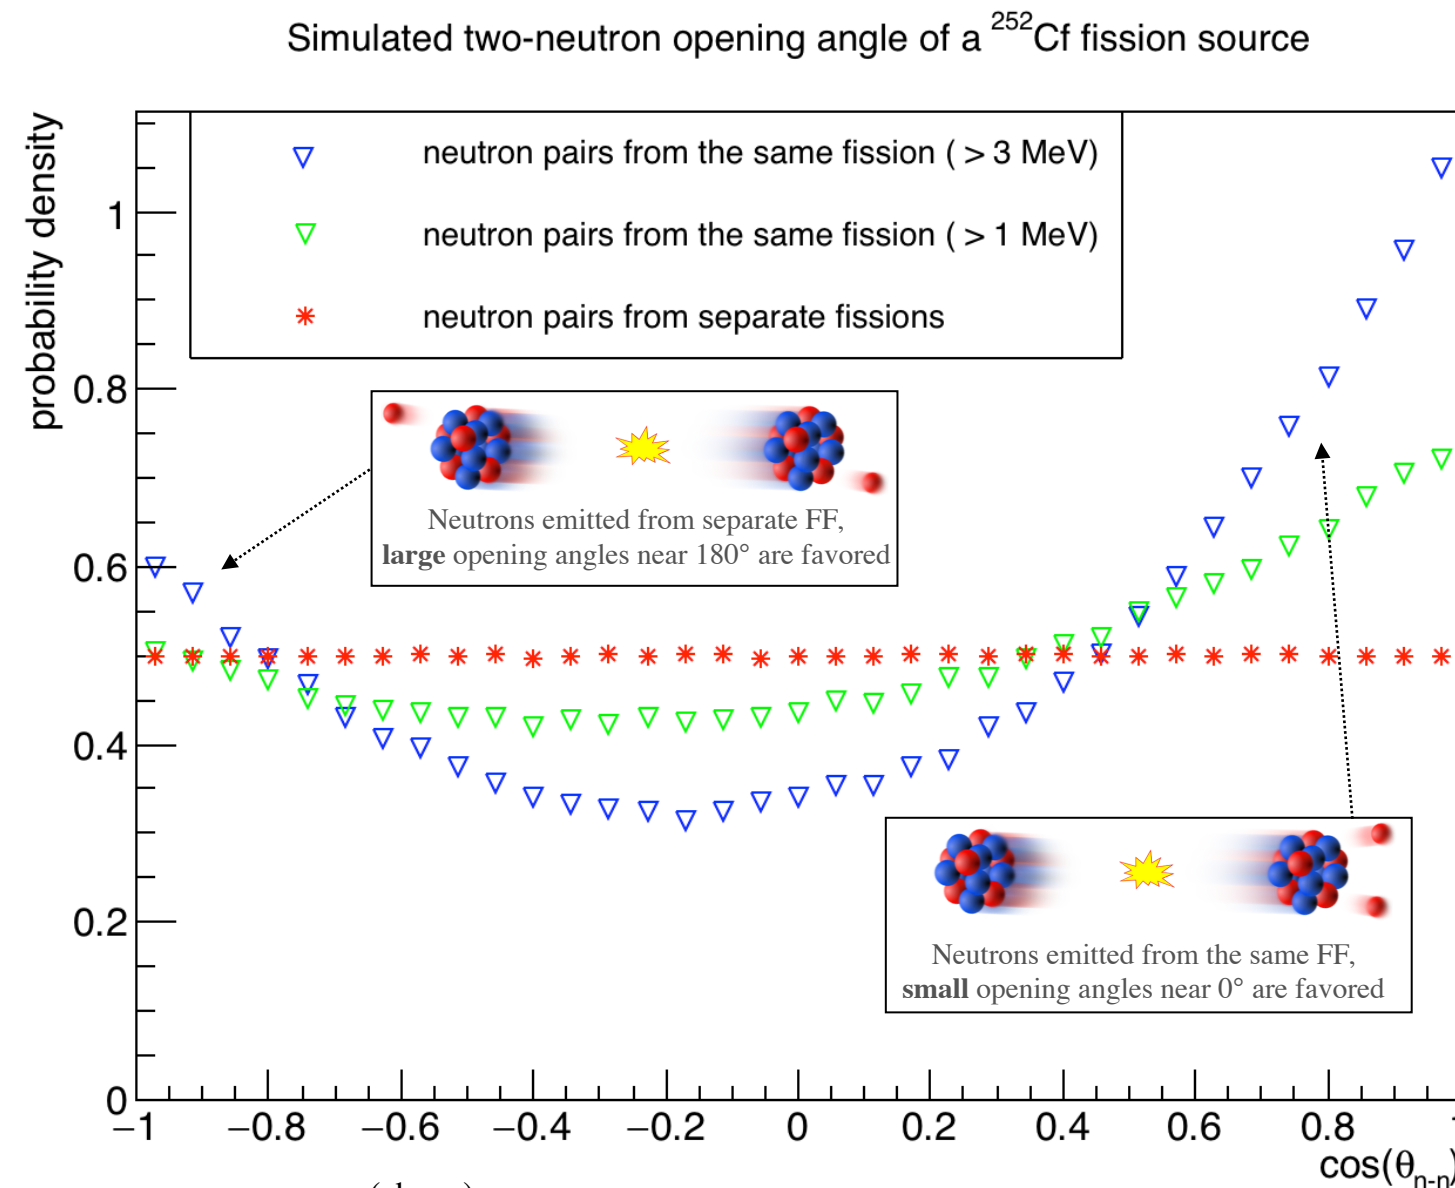 Simulated two-neutron opening angle of a ²⁵²Cf fission source
probability density
neutron pairs from the same fission ( > 3 MeV)
neutron pairs from the same fission ( > 1 MeV)
neutron pairs from separate fissions
1
0.8
0.6
0.4
0.2
0
Neutrons emitted from separate FF,
large opening angles near 180° are favored
Neutrons emitted from the same FF,
small opening angles near 0° are favored
−1 −0.8 −0.6 −0.4 −0.2 0 0.2 0.4 0.6 0.8
cos(θn-n)